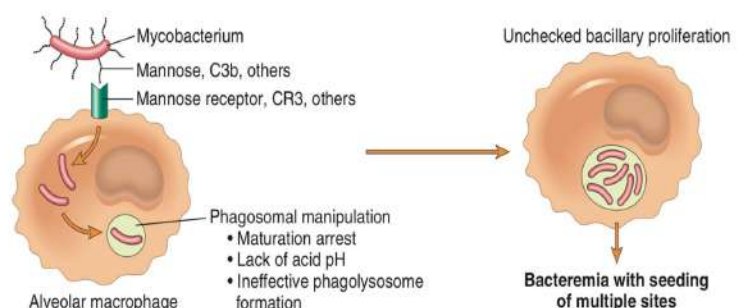 Mycobacterium
Mannose, C3b, others
Mannose receptor, CR3, others
Phagosomal manipulation
• Maturation arrest
• Lack of acid pH
• Ineffective phagolysosome
formation
Alveolar macrophage
Unchecked bacillary proliferation
Bacteremia with seeding
of multiple sites